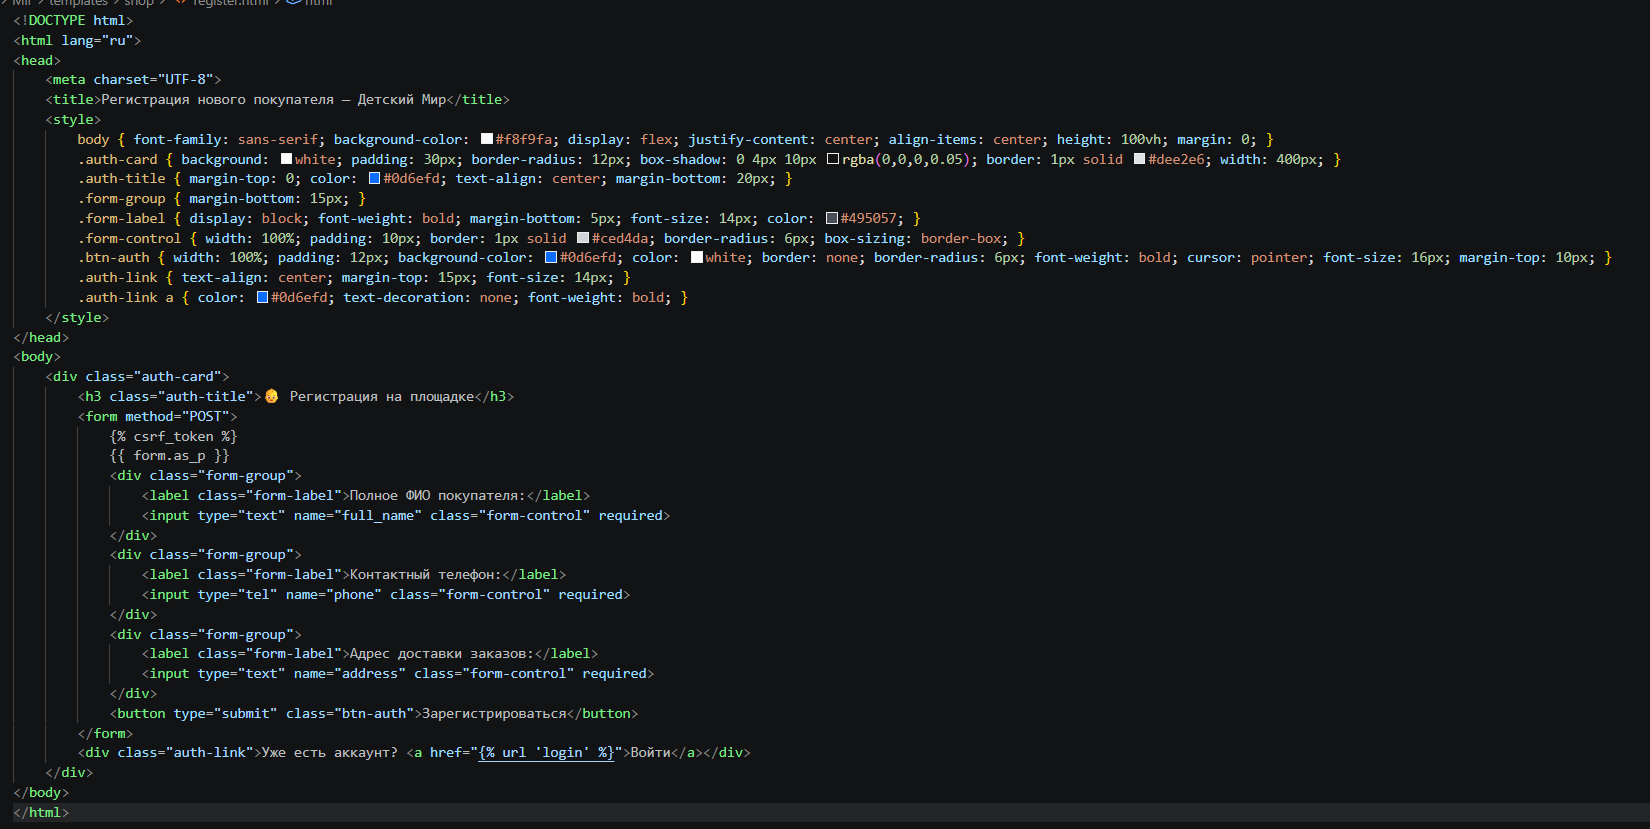 Mir > templates > shop > <> register.html > html
<!DOCTYPE html>
<html lang="ru">
<head>
    <meta charset="UTF-8">
    <title>Регистрация нового покупателя — Детский Мир</title>
    <style>
        body { font-family: sans-serif; background-color: #f8f9fa; display: flex; justify-content: center; align-items: center; height: 100vh; margin: 0; }
        .auth-card { background: white; padding: 30px; border-radius: 12px; box-shadow: 0 4px 10px rgba(0,0,0,0.05); border: 1px solid #dee2e6; width: 400px; }
        .auth-title { margin-top: 0; color: #0d6efd; text-align: center; margin-bottom: 20px; }
        .form-group { margin-bottom: 15px; }
        .form-label { display: block; font-weight: bold; margin-bottom: 5px; font-size: 14px; color: #495057; }
        .form-control { width: 100%; padding: 10px; border: 1px solid #ced4da; border-radius: 6px; box-sizing: border-box; }
        .btn-auth { width: 100%; padding: 12px; background-color: #0d6efd; color: white; border: none; border-radius: 6px; font-weight: bold; cursor: pointer; font-size: 16px; margin-top: 10px; }
        .auth-link { text-align: center; margin-top: 15px; font-size: 14px; }
        .auth-link a { color: #0d6efd; text-decoration: none; font-weight: bold; }
    </style>
</head>
<body>
    <div class="auth-card">
        <h3 class="auth-title">👶 Регистрация на площадке</h3>
        <form method="POST">
            {% csrf_token %}
            {{ form.as_p }}
            <div class="form-group">
                <label class="form-label">Полное ФИО покупателя:</label>
                <input type="text" name="full_name" class="form-control" required>
            </div>
            <div class="form-group">
                <label class="form-label">Контактный телефон:</label>
                <input type="tel" name="phone" class="form-control" required>
            </div>
            <div class="form-group">
                <label class="form-label">Адрес доставки заказов:</label>
                <input type="text" name="address" class="form-control" required>
            </div>
            <button type="submit" class="btn-auth">Зарегистрироваться</button>
        </form>
        <div class="auth-link">Уже есть аккаунт? <a href="{% url 'login' %}">Войти</a></div>
    </div>
</body>
</html>